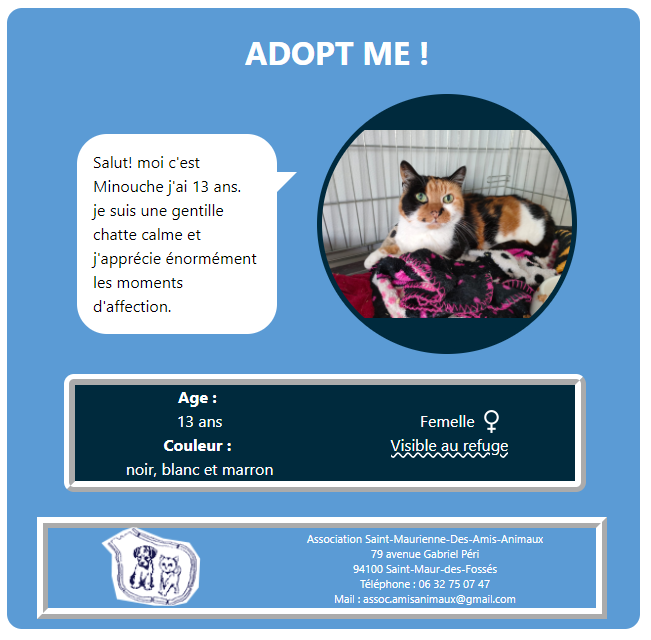 ADOPT ME !
Salut! moi c'est
Minouche j'ai 13 ans.
je suis une gentille
chatte calme et
j'apprécie énormément
les moments
d'affection.
Age :
13 ans
Couleur :
noir, blanc et marron
Femelle ♀
Visible au refuge
Association Saint-Maurienne-Des-Amis-Animaux
79 avenue Gabriel Péri
94100 Saint-Maur-des-Fossés
Téléphone : 06 32 75 07 47
Mail : assoc.amisanimaux@gmail.com